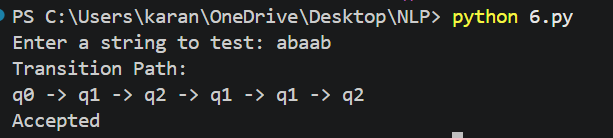 PS C:\Users\karan\OneDrive\Desktop\NLP> python 6.py
Enter a string to test: abaab
Transition Path:
q0 -> q1 -> q2 -> q1 -> q1 -> q2
Accepted